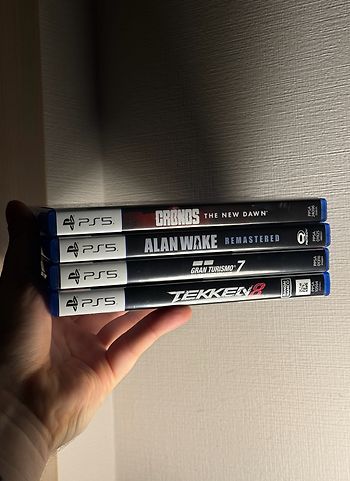 PS5 CRONOS THE NEW DAWN
PS5 ALAN WAKE REMASTERED
PS5 GRAN TURISMO 7
PS5 TEKKEN 8